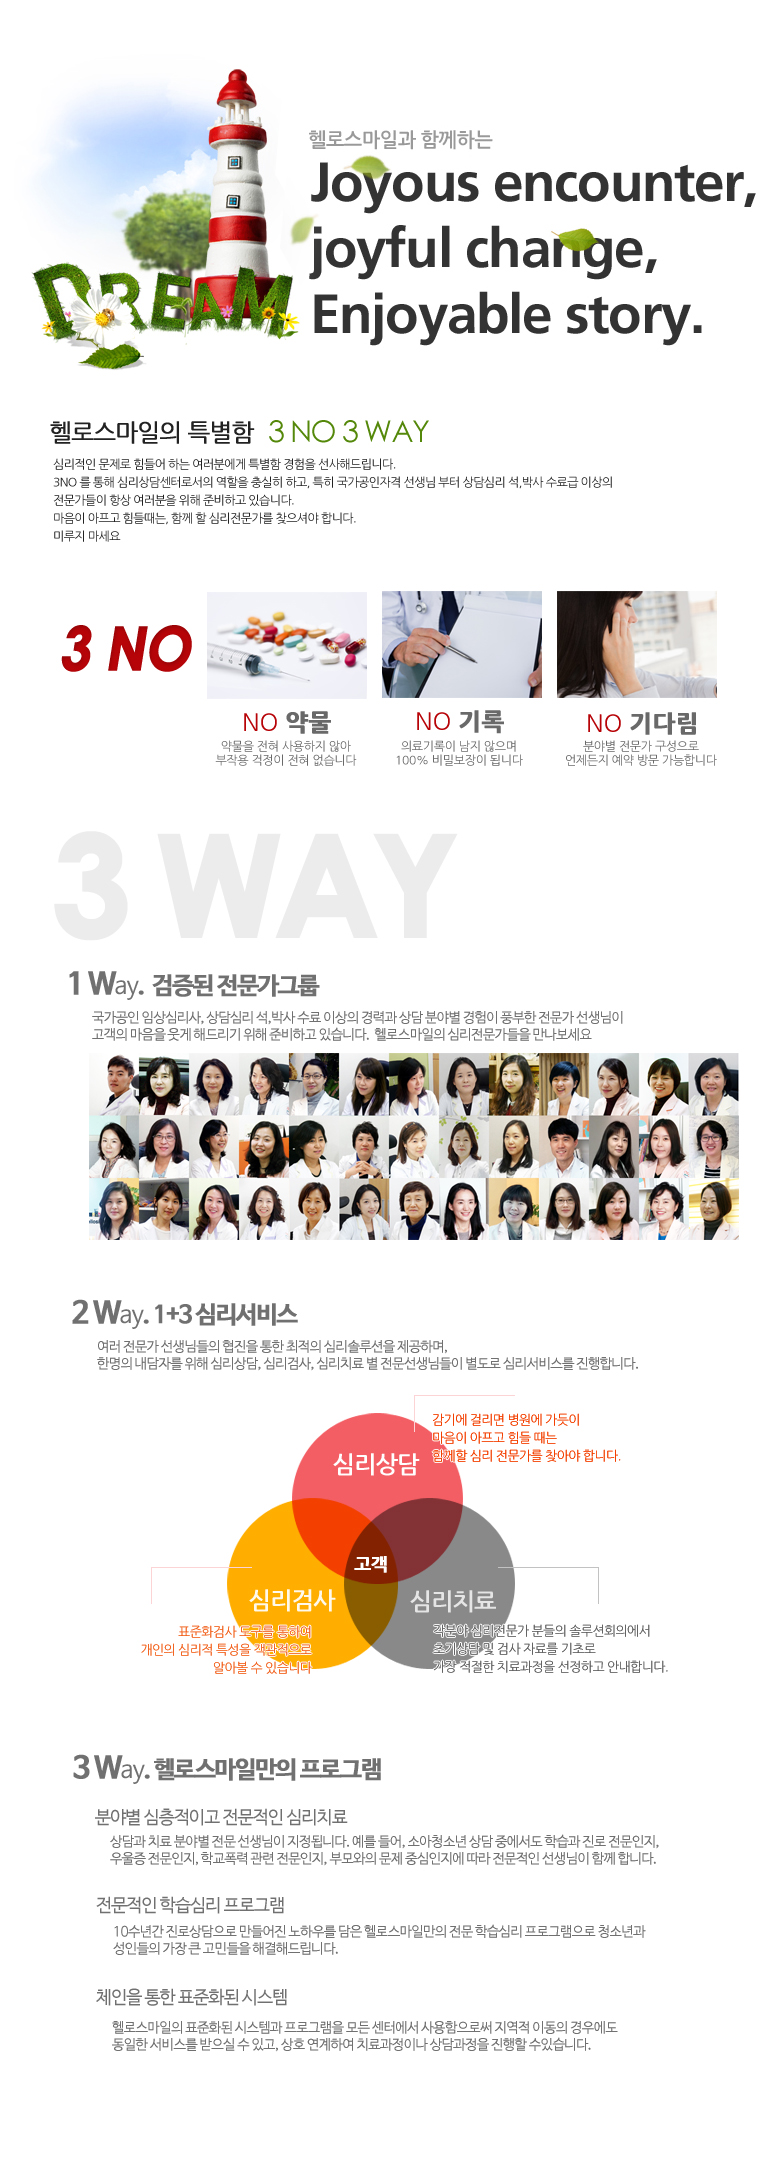 헬로스마일과 함께하는
Joyous encounter,
joyful change,
Enjoyable story.
DREAM
헬로스마일의 특별함 3 NO 3 WAY
심리적인 문제로 힘들어 하는 여러분에게 특별함 경험을 선사해드립니다.
3NO 를 통해 심리상담센터로서의 역할을 충실히 하고, 특히 국가공인자격 선생님 부터 상담심리 석,박사 수료급 이상의
전문가들이 항상 여러분을 위해 준비하고 있습니다.
마음이 아프고 힘들때는, 함께 할 심리전문가를 찾으셔야 합니다.
미루지 마세요
3 NO
NO 약물
약물을 전혀 사용하지 않아
부작용 걱정이 전혀 없습니다
NO 기록
의료기록이 남지 않으며
100% 비밀보장이 됩니다
NO 기다림
분야별 전문가 구성으로
언제든지 예약 방문 가능합니다
3 WAY
1 Way. 검증된 전문가그룹
국가공인 임상심리사, 상담심리 석,박사 수료 이상의 경력과 상담 분야별 경험이 풍부한 전문가 선생님이
고객의 마음을 웃게 해드리기 위해 준비하고 있습니다. 헬로스마일의 심리전문가들을 만나보세요
2 Way. 1+3 심리서비스
여러 전문가 선생님들의 협진을 통한 최적의 심리솔루션을 제공하며,
한명의 내담자를 위해 심리상담, 심리검사, 심리치료 별 전문선생님들이 별도로 심리서비스를 진행합니다.
감기에 걸리면 병원에 가듯이
마음이 아프고 힘들 때는
함께할 심리 전문가를 찾아야 합니다.
심리상담
고객
심리검사
심리치료
표준화검사 도구를 통하여
개인의 심리적 특성을 객관적으로
알아볼 수 있습니다
각분야 심리전문가 분들의 솔루션회의에서
초기상담 및 검사 자료를 기초로
가장 적절한 치료과정을 선정하고 안내합니다.
3 Way. 헬로스마일만의 프로그램
분야별 심층적이고 전문적인 심리치료
상담과 치료 분야별 전문 선생님이 지정됩니다. 예를 들어, 소아청소년 상담 중에서도 학습과 진로 전문인지,
우울증 전문인지, 학교폭력 관련 전문인지, 부모와의 문제 중심인지에 따라 전문적인 선생님이 함께 합니다.
전문적인 학습심리 프로그램
10수년간 진로상담으로 만들어진 노하우를 담은 헬로스마일만의 전문 학습심리 프로그램으로 청소년과
성인들의 가장 큰 고민들을 해결해드립니다.
체인을 통한 표준화된 시스템
헬로스마일의 표준화된 시스템과 프로그램을 모든 센터에서 사용함으로써 지역적 이동의 경우에도
동일한 서비스를 받으실 수 있고, 상호 연계하여 치료과정이나 상담과정을 진행할 수있습니다.